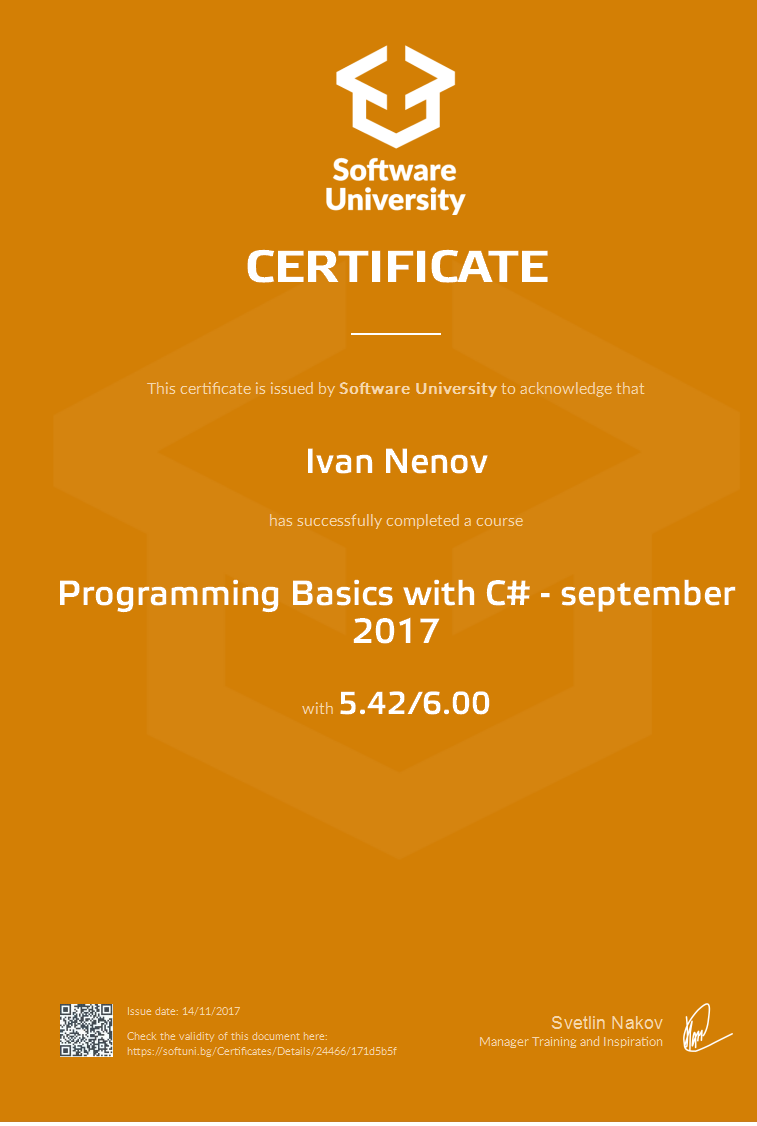 Software
University
CERTIFICATE
This certificate is issued by Software University to acknowledge that
Ivan Nenov
has successfully completed a course
Programming Basics with C# - september
2017
with 5.42/6.00
Issue date: 14/11/2017
Check the validity of this document here:
https://softuni.bg/Certificates/Details/24466/171d5b5f
Svetlin Nakov
Manager Training and Inspiration